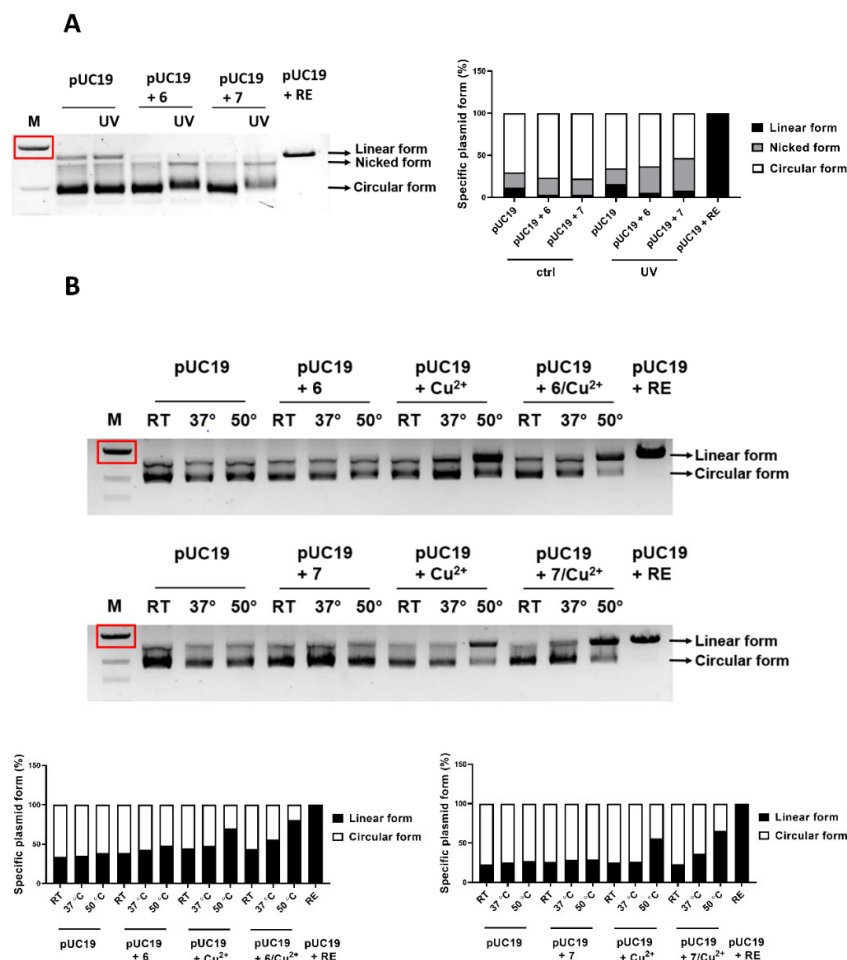 A
pUC19 pUC19 pUC19 pUC19
+ 6 + 7 + RE
M UV UV UV
Linear form
Nicked form
Circular form
Specific plasmid form (%)
100
50
0
pUC19 pUC19 + 6 pUC19 + 7 pUC19 pUC19 + 6 pUC19 + 7 pUC19 + RE
ctrl UV
Linear form
Nicked form
Circular form
B
pUC19 pUC19 pUC19 pUC19 pUC19
+ 6 + Cu²⁺ + 6/Cu²⁺ + RE
M RT 37° 50° RT 37° 50° RT 37° 50° RT 37° 50°
Linear form
Circular form
pUC19 pUC19 pUC19 pUC19 pUC19
+ 7 + Cu²⁺ + 7/Cu²⁺ + RE
M RT 37° 50° RT 37° 50° RT 37° 50° RT 37° 50°
Linear form
Circular form
Specific plasmid form (%)
100
50
0
RT 37 °C 50 °C RT 37 °C 50 °C RT 37 °C 50 °C RT 37 °C 50 °C RE
pUC19 pUC19 pUC19 pUC19 pUC19
+ 6 + Cu²⁺ + 6/Cu²⁺ + RE
Linear form
Circular form
Specific plasmid form (%)
100
50
0
RT 37 °C 50 °C RT 37 °C 50 °C RT 37 °C 50 °C RT 37 °C 50 °C RE
pUC19 pUC19 pUC19 pUC19 pUC19
+ 7 + Cu²⁺ + 7/Cu²⁺ + RE
Linear form
Circular form